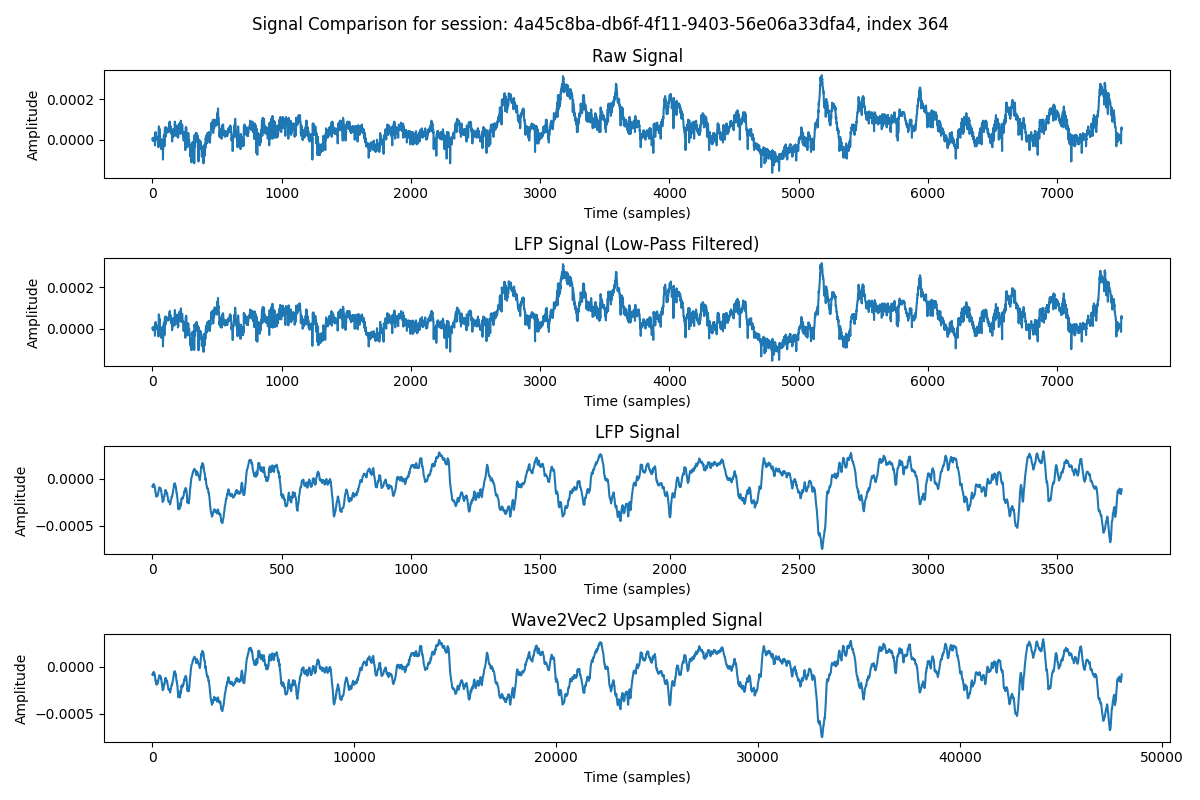 Signal Comparison for session: 4a45c8ba-db6f-4f11-9403-56e06a33dfa4, index 364
Raw Signal
Amplitude
0.0002
0.0000
0 1000 2000 3000 4000 5000 6000 7000
Time (samples)
LFP Signal (Low-Pass Filtered)
Amplitude
0.0002
0.0000
0 1000 2000 3000 4000 5000 6000 7000
Time (samples)
LFP Signal
Amplitude
0.0000
−0.0005
0 500 1000 1500 2000 2500 3000 3500
Time (samples)
Wave2Vec2 Upsampled Signal
Amplitude
0.0000
−0.0005
0 10000 20000 30000 40000 50000
Time (samples)